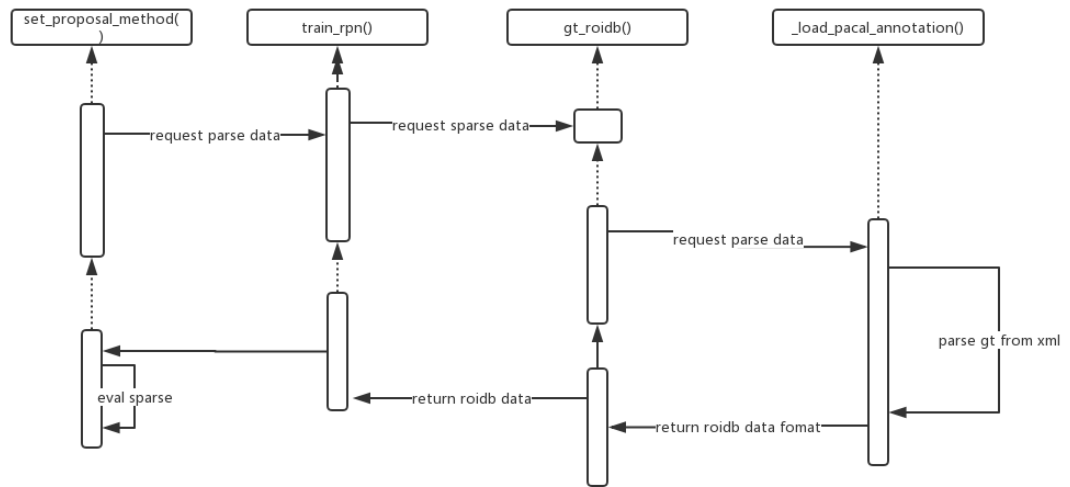 set_proposal_method(
)
train_rpn()
gt_roidb()
_load_pacal_annotation()
request parse data
request sparse data
request parse data
parse gt from xml
eval sparse
return roidb data
return roidb data fomat